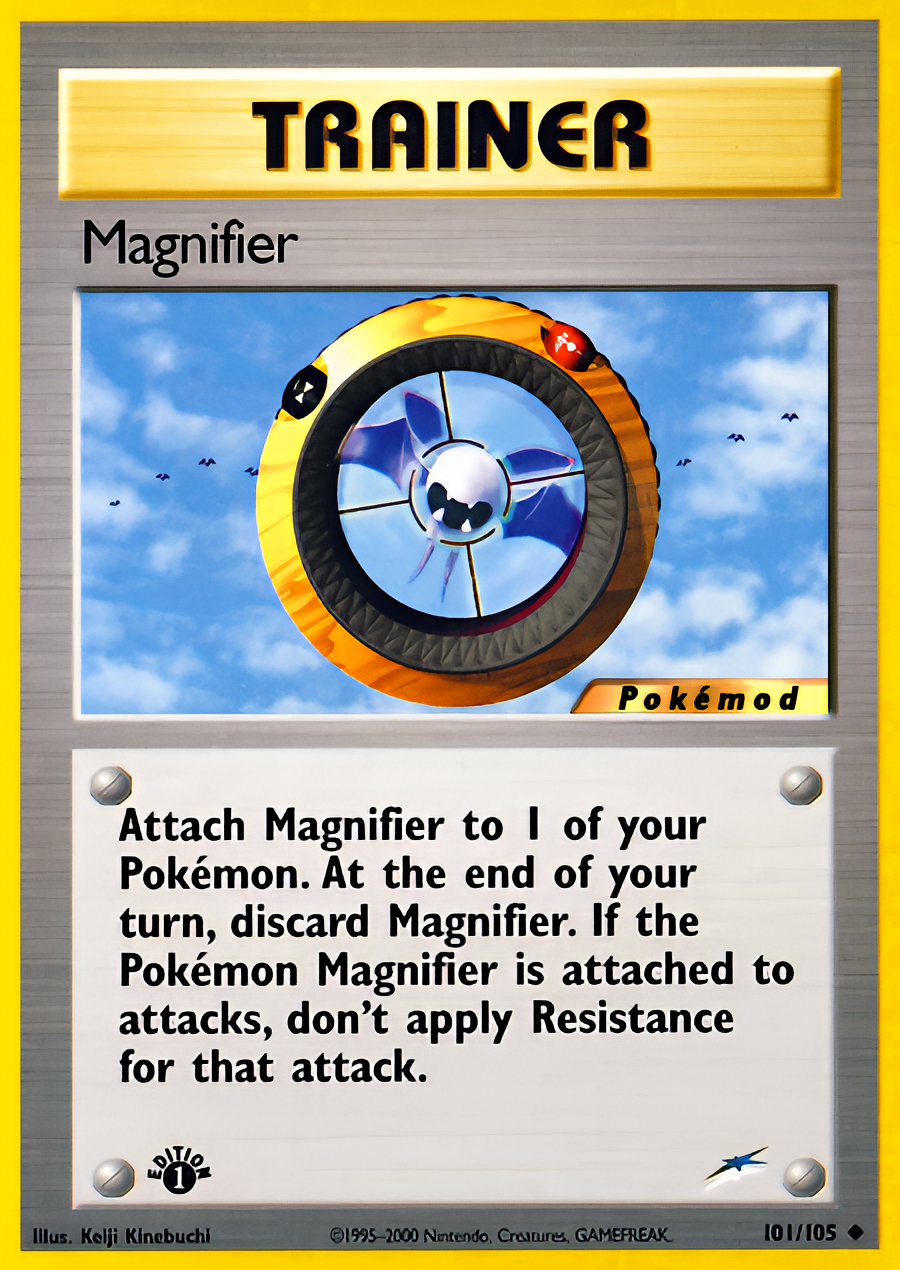 TRAINER
Magnifier
Pokémod
Attach Magnifier to 1 of your
Pokémon. At the end of your
turn, discard Magnifier. If the
Pokémon Magnifier is attached to
attacks, don't apply Resistance
for that attack.
EDITION
1
Illus. Keiji Kinebuchi
©1995–2000 Nintendo, Creatures, GAMEFREAK.
101/105